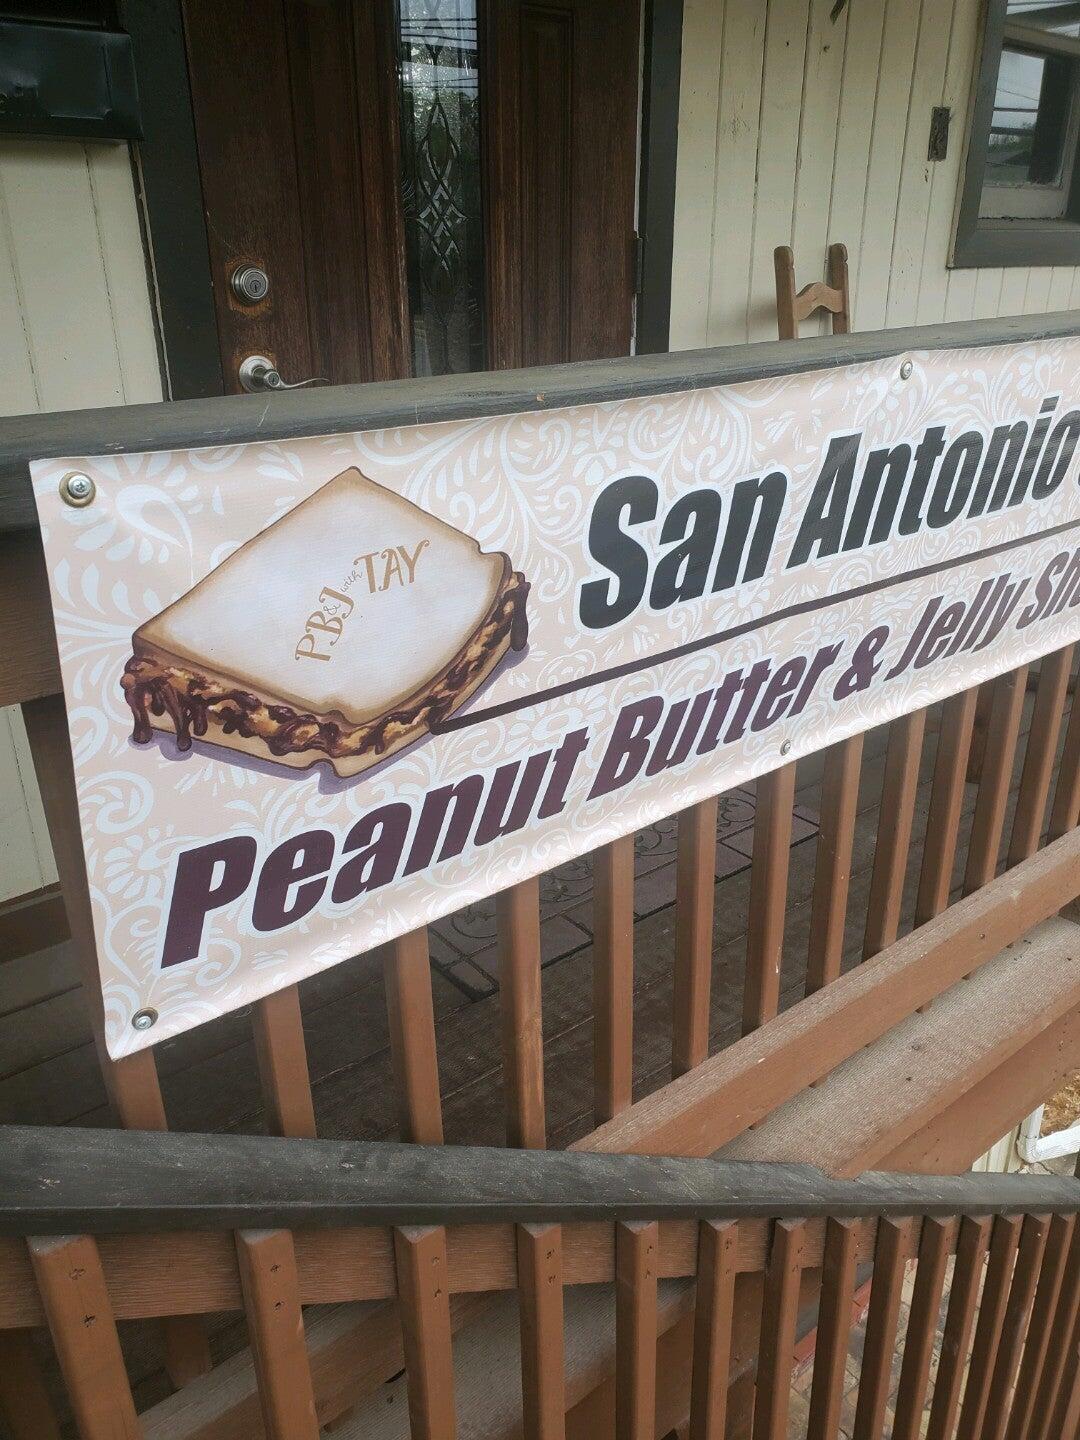 PB&J with TAY
San Antonio
Peanut Butter & Jelly